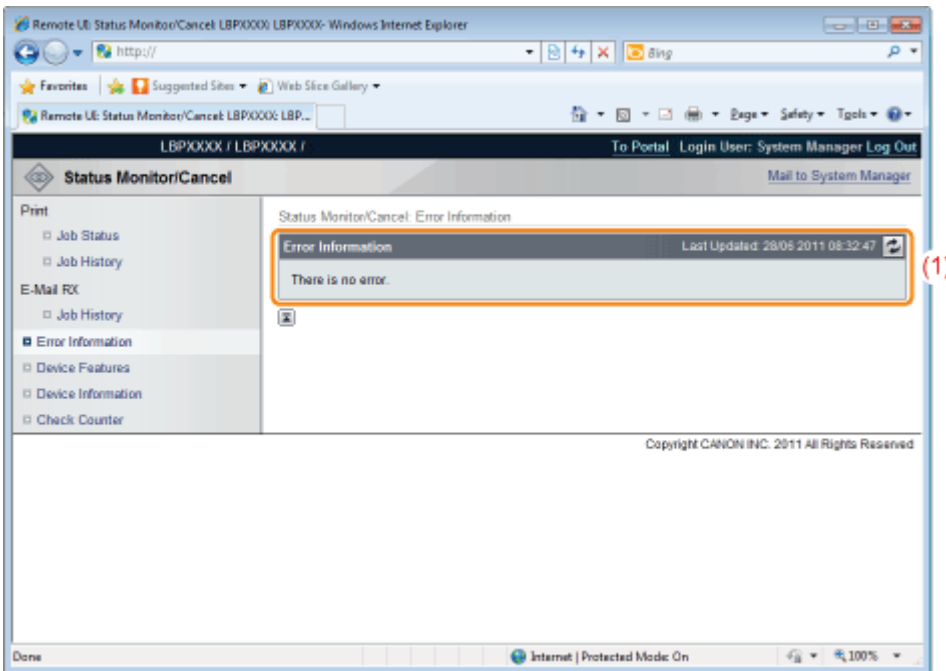 Remote UI: Status Monitor/Cancel: LBPXXXX: LBPXXXX- Windows Internet Explorer
http://
Bing
Favorites Suggested Sites Web Slice Gallery
Remote UI: Status Monitor/Cancel: LBPXXXX: LBP...
Page Safety Tools
LBPXXXX / LBPXXXX /
To Portal Login User: System Manager Log Out
Status Monitor/Cancel
Mail to System Manager
Print
Job Status
Job History
E-Mail RX
Job History
Error Information
Device Features
Device Information
Check Counter
Status Monitor/Cancel: Error Information
Error Information Last Updated: 28/06 2011 08:32:47
(1)
There is no error.
Copyright CANON INC. 2011 All Rights Reserved
Done Internet | Protected Mode: On 100%